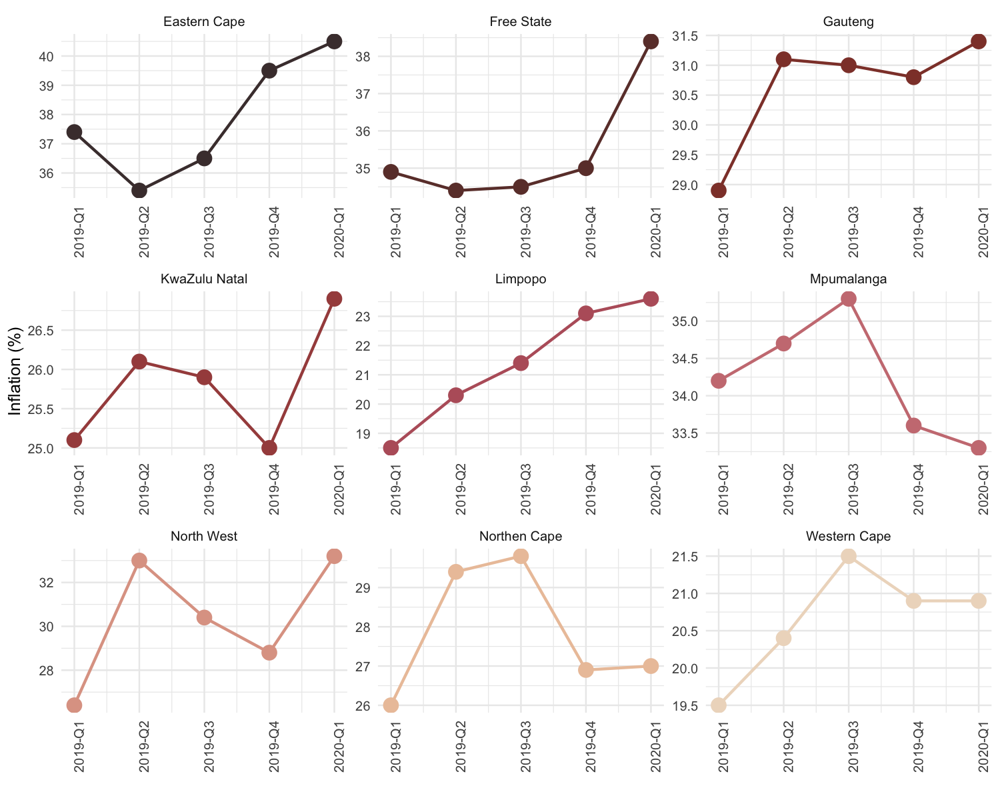 Eastern Cape
Free State
Gauteng
40
39
38
37
36
38
37
36
35
31.5
31.0
30.5
30.0
29.5
29.0
2019-Q1
2019-Q2
2019-Q3
2019-Q4
2020-Q1
2019-Q1
2019-Q2
2019-Q3
2019-Q4
2020-Q1
2019-Q1
2019-Q2
2019-Q3
2019-Q4
2020-Q1
Inflation (%)
KwaZulu Natal
Limpopo
Mpumalanga
26.5
26.0
25.5
25.0
23
22
21
20
19
35.0
34.5
34.0
33.5
2019-Q1
2019-Q2
2019-Q3
2019-Q4
2020-Q1
2019-Q1
2019-Q2
2019-Q3
2019-Q4
2020-Q1
2019-Q1
2019-Q2
2019-Q3
2019-Q4
2020-Q1
North West
Northen Cape
Western Cape
32
30
28
29
28
27
26
21.5
21.0
20.5
20.0
19.5
2019-Q1
2019-Q2
2019-Q3
2019-Q4
2020-Q1
2019-Q1
2019-Q2
2019-Q3
2019-Q4
2020-Q1
2019-Q1
2019-Q2
2019-Q3
2019-Q4
2020-Q1